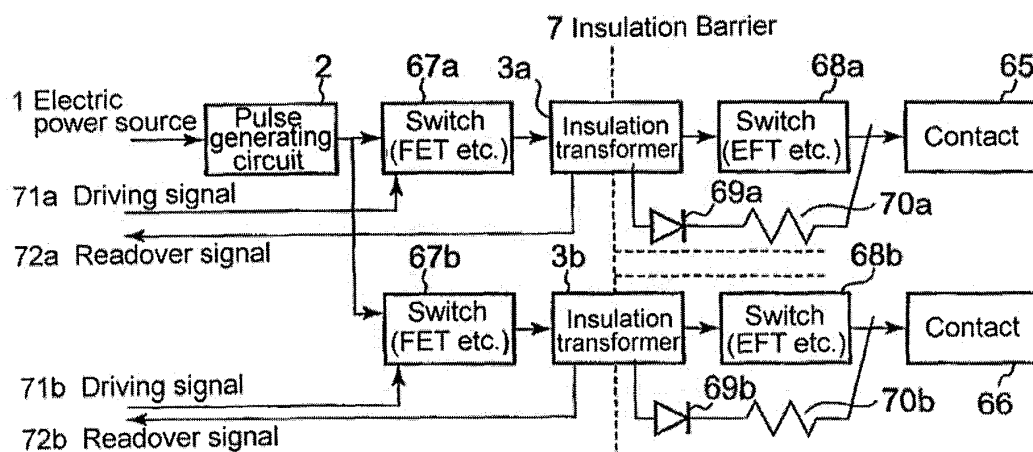 7 Insulation Barrier
67a
3a
68a
65
2
1 Electric
power source
Pulse
generating
circuit
Switch
(FET etc.)
Insulation
transformer
Switch
(EFT etc.)
Contact
71a Driving signal
69a
70a
72a Readover signal
67b
3b
68b
Switch
(FET etc.)
Insulation
transformer
Switch
(EFT etc.)
Contact
71b Driving signal
69b
70b
66
72b Readover signal